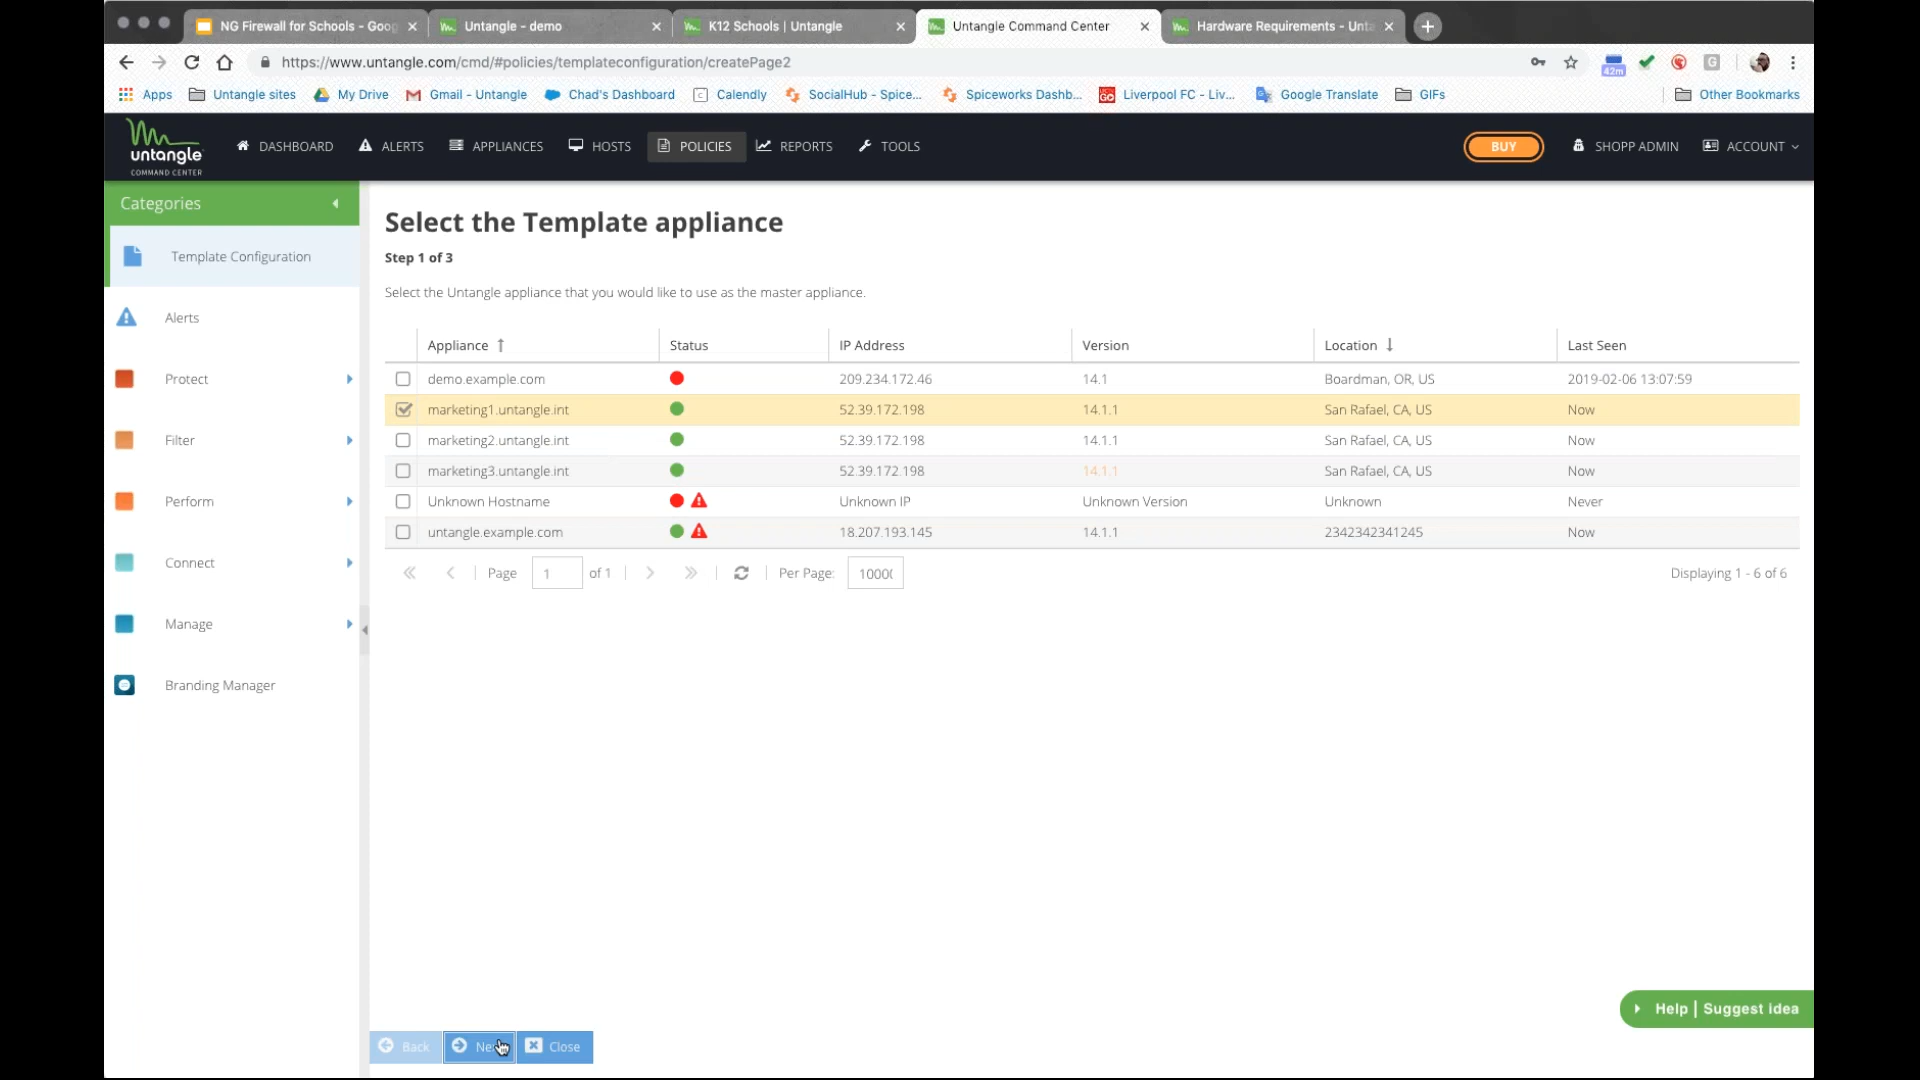 NG Firewall for Schools - Goog
Untangle - demo
K12 Schools | Untangle
Untangle Command Center
Hardware Requirements - Unta
https://www.untangle.com/cmd/#policies/templateconfiguration/createPage2
42m
G
Apps
Untangle sites
My Drive
Gmail - Untangle
Chad's Dashboard
Calendly
SocialHub - Spice...
Spiceworks Dashb...
Liverpool FC - Liv...
Google Translate
GIFs
Other Bookmarks
untangle
COMMAND CENTER
DASHBOARD
ALERTS
APPLIANCES
HOSTS
POLICIES
REPORTS
TOOLS
BUY
SHOPP ADMIN
ACCOUNT
Categories
Template Configuration
Alerts
Protect
Filter
Perform
Connect
Manage
Branding Manager
Select the Template appliance
Step 1 of 3
Select the Untangle appliance that you would like to use as the master appliance.
Appliance Status IP Address Version Location Last Seen
demo.example.com 209.234.172.46 14.1 Boardman, OR, US 2019-02-06 13:07:59
marketing1.untangle.int 52.39.172.198 14.1.1 San Rafael, CA, US Now
marketing2.untangle.int 52.39.172.198 14.1.1 San Rafael, CA, US Now
marketing3.untangle.int 52.39.172.198 14.1.1 San Rafael, CA, US Now
Unknown Hostname Unknown IP Unknown Version Unknown Never
untangle.example.com 18.207.193.145 14.1.1 2342342341245 Now
Page 1 of 1 Per Page: 1000 Displaying 1 - 6 of 6
Help | Suggest idea
Back
Close